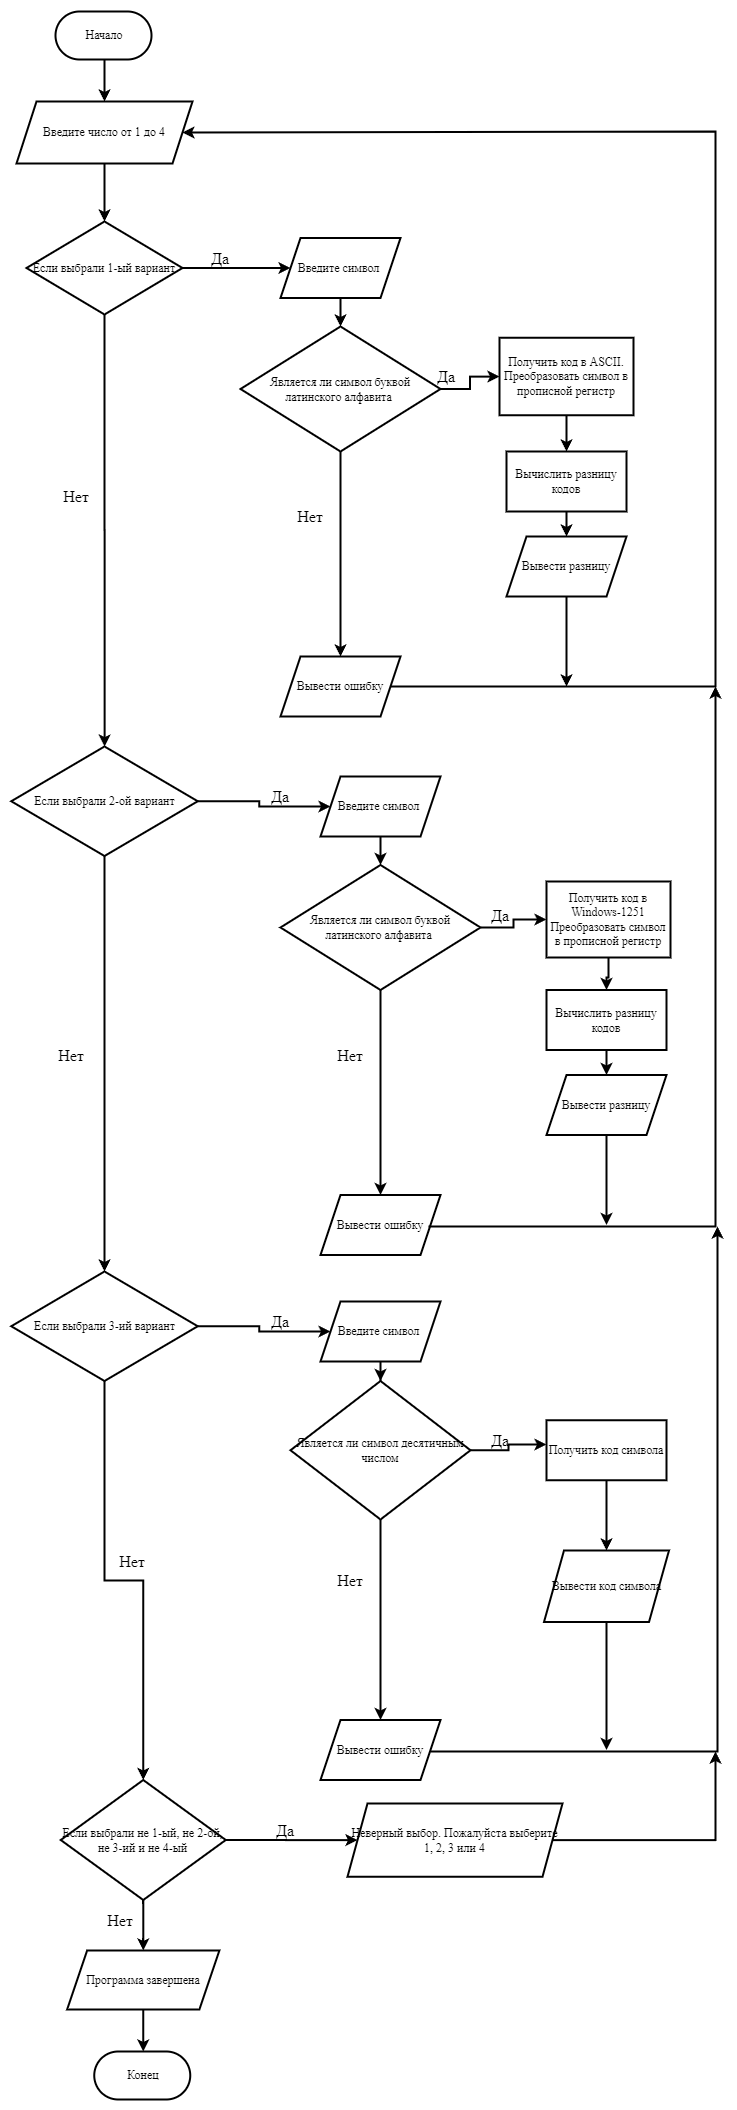 Начало
Введите число от 1 до 4
Если выбрали 1-ый вариант
Да
Введите символ
Является ли символ буквой
латинского алфавита
Да
Получить код в ASCII.
Преобразовать символ в
прописной регистр
Вычислить разницу
кодов
Нет
Нет
Вывести разницу
Вывести ошибку
Если выбрали 2-ой вариант
Да
Введите символ
Является ли символ буквой
латинского алфавита
Да
Получить код в
Windows-1251
Преобразовать символ
в прописной регистр
Вычислить разницу
кодов
Нет
Нет
Вывести разницу
Вывести ошибку
Если выбрали 3-ий вариант
Да
Введите символ
Является ли символ десятичным
числом
Да
Получить код символа
Нет
Нет
Вывести код символа
Вывести ошибку
Если выбрали не 1-ый, не 2-ой,
не 3-ий и не 4-ый
Да
Неверный выбор. Пожалуйста выберите
1, 2, 3 или 4
Нет
Программа завершена
Конец